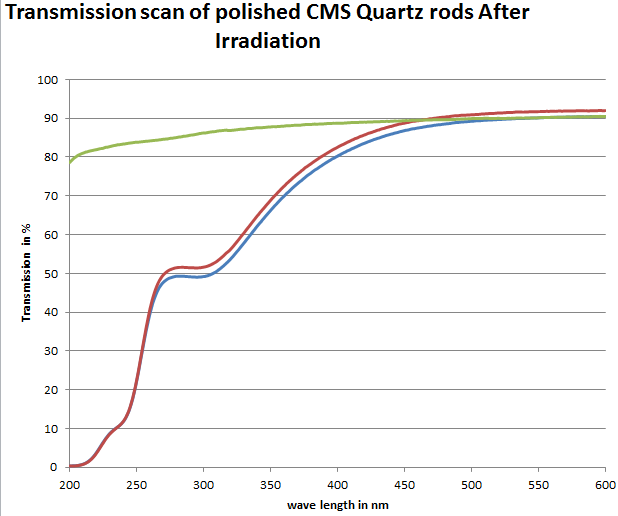 Transmission scan of polished CMS Quartz rods After
Irradiation
100
90
80
70
60
50
40
30
20
10
0
Transmission in %
200 250 300 350 400 450 500 550 600
wave length in nm